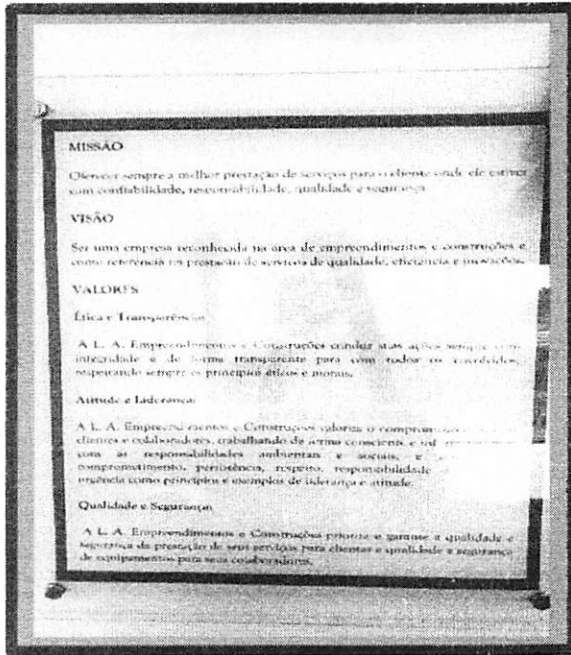 MISSÃO
Oferecer sempre a melhor prestação de serviços para o cliente onde ele estiver
com confiabilidade, responsabilidade, qualidade e segurança.
VISÃO
Ser uma empresa reconhecida na área de empreendimentos e construções e
como referência na prestação de serviços de qualidade, eficiência e inovações.
VALORES
Ética e Transparência:
A L. A. Empreendimentos e Construções conduz suas ações sempre com
integridade e de forma transparente para com todos os envolvidos,
respeitando sempre os princípios éticos e morais.
Atitude e Liderança:
A L. A. Empreendimentos e Construções valoriza o
clientes e colaboradores, trabalhando de forma consciente e
com as responsabilidades ambientais e sociais, e
comprometimento, persistência, respeito, responsabilidade
urgência como princípios e exemplos de liderança e atitude.
Qualidade e Segurança:
A L. A. Empreendimentos e Construções prioriza e garante a qualidade e
segurança da prestação de seus serviços para clientes e qualidade e segurança
de equipamentos para seus colaboradores.